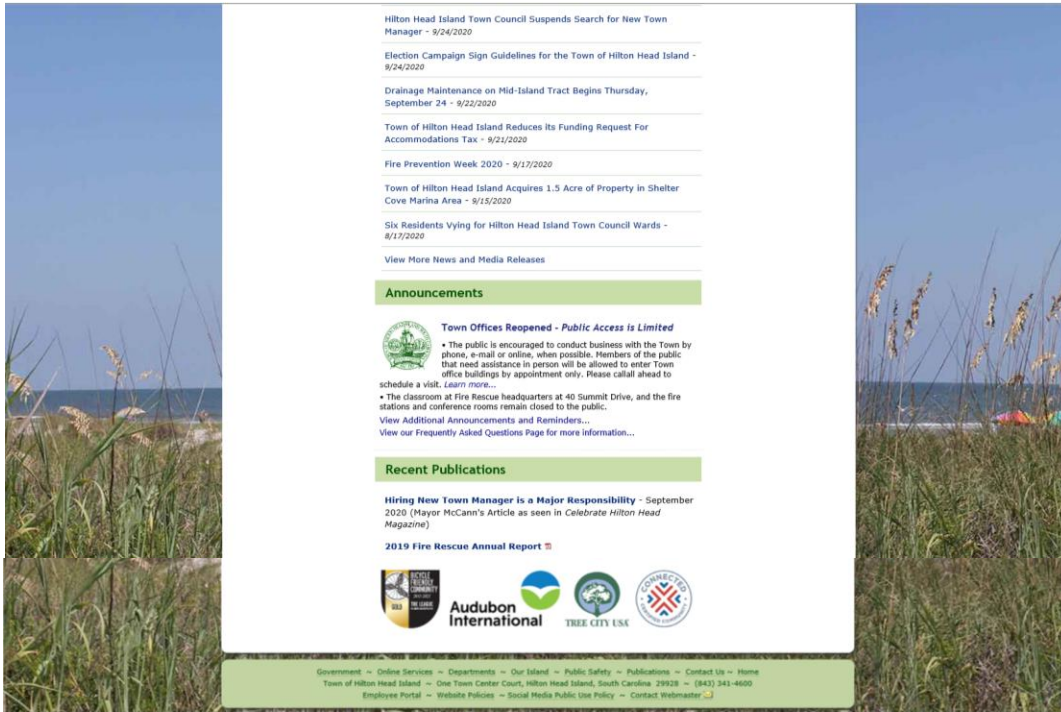 Hilton Head Island Town Council Suspends Search for New Town
Manager - 9/24/2020
Election Campaign Sign Guidelines for the Town of Hilton Head Island -
9/24/2020
Drainage Maintenance on Mid-Island Tract Begins Thursday,
September 24 - 9/22/2020
Town of Hilton Head Island Reduces its Funding Request For
Accommodations Tax - 9/21/2020
Fire Prevention Week 2020 - 9/17/2020
Town of Hilton Head Island Acquires 1.5 Acre of Property in Shelter
Cove Marina Area - 9/15/2020
Six Residents Vying for Hilton Head Island Town Council Wards -
8/17/2020
View More News and Media Releases
Announcements
Town Offices Reopened - Public Access is Limited
• The public is encouraged to conduct business with the Town by
phone, e-mail or online, when possible. Members of the public
that need assistance in person will be allowed to enter Town
office buildings by appointment only. Please callall ahead to
schedule a visit. Learn more...
• The classroom at Fire Rescue headquarters at 40 Summit Drive, and the fire
stations and conference rooms remain closed to the public.
View Additional Announcements and Reminders...
View our Frequently Asked Questions Page for more information...
Recent Publications
Hiring New Town Manager is a Major Responsibility - September
2020 (Mayor McCann's Article as seen in Celebrate Hilton Head
Magazine)
2019 Fire Rescue Annual Report
BICYCLE
FRIENDLY
COMMUNITY
GOLD
THE LEAGUE
Audubon
International
TREE CITY USA
CONNECTED
Government ~ Online Services ~ Departments ~ Our Island ~ Public Safety ~ Publications ~ Contact Us ~ Home
Town of Hilton Head Island ~ One Town Center Court, Hilton Head Island, South Carolina 29928 ~ (843) 341-4600
Employee Portal ~ Website Policies ~ Social Media Public Use Policy ~ Contact Webmaster